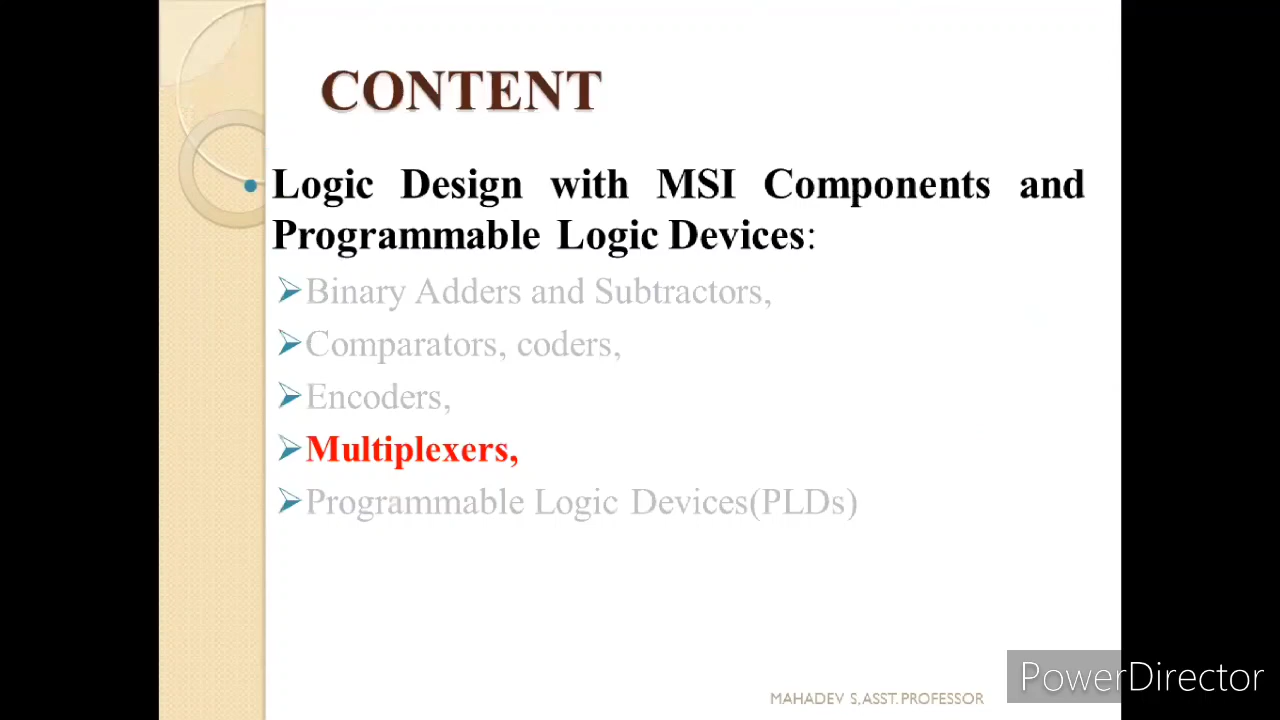 CONTENT
Logic Design with MSI Components and
Programmable Logic Devices:
Binary Adders and Subtractors,
Comparators, coders,
Encoders,
Multiplexers,
Programmable Logic Devices(PLDs)
MAHADEV S,ASST.PROFESSOR
PowerDirector